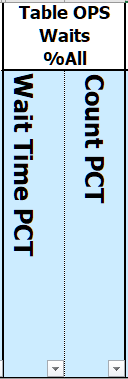 Table OPS
Waits
%All
Wait Time PCT
Count PCT